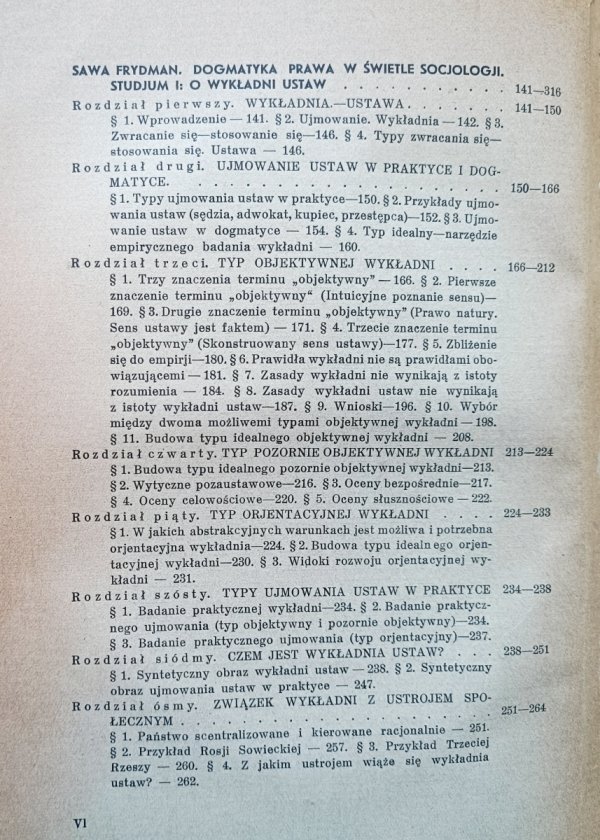 SAWA FRYDMAN. DOGMATYKA PRAWA W ŚWIETLE SOCJOLOGJI.
STUDJUM I: O WYKŁADNI USTAW . . . . . . . . . . . . 141—316
Rozdział pierwszy. WYKŁADNIA.—USTAWA . . . . . . . 141—150
§ 1. Wprowadzenie — 141. § 2. Ujmowanie. Wykładnia — 142. § 3.
Zwracanie się—stosowanie się—146. § 4. Typy zwracania się—
stosowania się. Ustawa — 146.
Rozdział drugi. UJMOWANIE USTAW W PRAKTYCE I DOG-
MATYCE. . . . . . . . . . . . . . . . . . . . 150—166
§ 1. Typy ujmowania ustaw w praktyce—150. § 2. Przykłady ujmo-
wania ustaw (sędzia, adwokat, kupiec, przestępca)—152. § 3. Ujmo-
wanie ustaw w dogmatyce — 154. § 4. Typ idealny—narzędzie
empirycznego badania wykładni — 160.
Rozdział trzeci. TYP OBJEKTYWNEJ WYKŁADNI . . . . 166—212
§ 1. Trzy znaczenia terminu „objektywny” — 166. § 2. Pierwsze
znaczenie terminu „objektywny“ (Intuicyjne poznanie sensu)—
169. § 3. Drugie znaczenie terminu „objektywny” (Prawo natury.
Sens ustawy jest faktem) — 171. § 4. Trzecie znaczenie terminu
„objektywny” (Skonstruowany sens ustawy)—177. § 5. Zbliżenie
się do empirji—180. § 6. Prawidła wykładni nie są prawidłami obo-
wiązującemi — 181. § 7. Zasady wykładni nie wynikają z istoty
rozumienia — 184. § 8. Zasady wykładni ustaw nie wynikają
z istoty wykładni ustaw—187. § 9. Wnioski—196. § 10. Wybór
między dwoma możliwemi typami objektywnej wykładni — 198.
§ 11. Budowa typu idealnego objektywnej wykładni — 208.
Rozdział czwarty. TYP POZORNIE OBJEKTYWNEJ WYKŁADNI 213—224
§ 1. Budowa typu idealnego pozornie objektywnej wykładni—213.
§ 2. Wytyczne pozaustawowe—216. § 3. Oceny bezpośrednie—217.
§ 4. Oceny celowościowe—220. § 5. Oceny słusznościowe — 222.
Rozdział piąty. TYP ORJENTACYJNEJ WYKŁADNI . . . . 224—233
§ 1. W jakich abstrakcyjnych warunkach jest możliwa i potrzebna
orjentacyjna wykładnia—224. § 2. Budowa typu idealnego orjen-
tacyjnej wykładni—230. § 3. Widoki rozwoju orjentacyjnej wy-
kładni — 231.
Rozdział szósty. TYPY UJMOWANIA USTAW W PRAKTYCE 234—238
§ 1. Badanie praktycznej wykładni—234. § 2. Badanie praktycz-
nego ujmowania (typ objektywny i pozornie objektywny)—234.
§ 3. Badanie praktycznego ujmowania (typ orjentacyjny)—237.
Rozdział siódmy. CZEM JEST WYKŁADNIA USTAW? . . . 238—251
§ 1. Syntetyczny obraz wykładni ustaw — 238. § 2. Syntetyczny
obraz ujmowania ustaw w praktyce — 247.
Rozdział ósmy. ZWIĄZEK WYKŁADNI Z USTROJEM SPO-
ŁECZNYM . . . . . . . . . . . . . . . . . . . 251—264
§ 1. Państwo scentralizowane i kierowane racjonalnie — 251.
§ 2. Przykład Rosji Sowieckiej — 257. § 3. Przykład Trzeciej
Rzeszy — 260. § 4. Z jakim ustrojem wiąże się wykładnia
ustaw? — 262.
VI